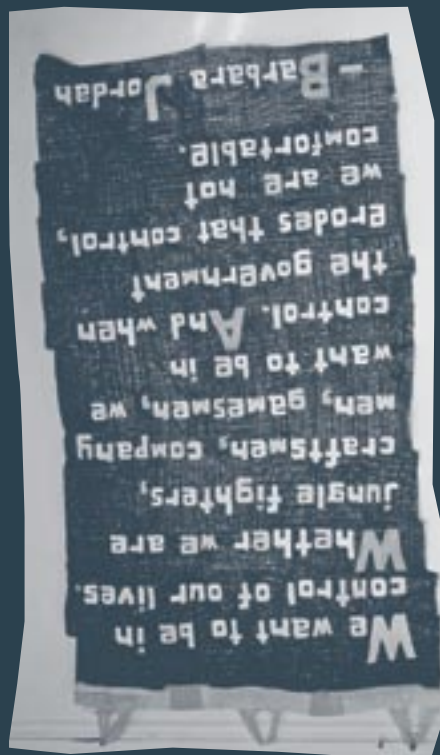 We want to be in
control of our lives.
Whether we are
jungle fighters,
craftsmen, company
men, gamesmen, we
want to be in
control. And when
the government
erodes that control,
we are not
comfortable.
- Barbara Jordan